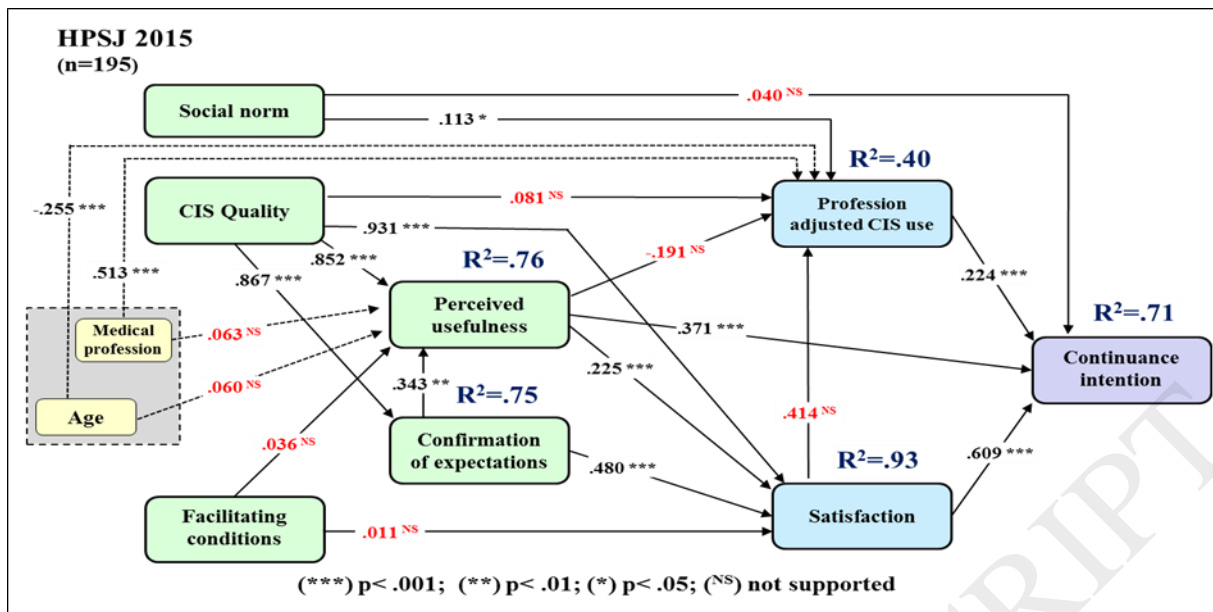 HPSJ 2015
(n=195)
Social norm
.040 NS
.113 *
R²=.40
CIS Quality
.081 NS
Profession
adjusted CIS use
-.255 ***
.931 ***
.852 ***
R²=.76
-.191 NS
.867 ***
.513 ***
.224 ***
Perceived
usefulness
R²=.71
Medical
profession
.063 NS
.371 ***
Continuance
intention
.225 ***
.060 NS
.343 **
R²=.75
Age
.414 NS
.036 NS
Confirmation
of expectations
R²=.93
.480 ***
.609 ***
Facilitating
conditions
.011 NS
Satisfaction
(***) p< .001; (**) p< .01; (*) p< .05; (NS) not supported
RIPT